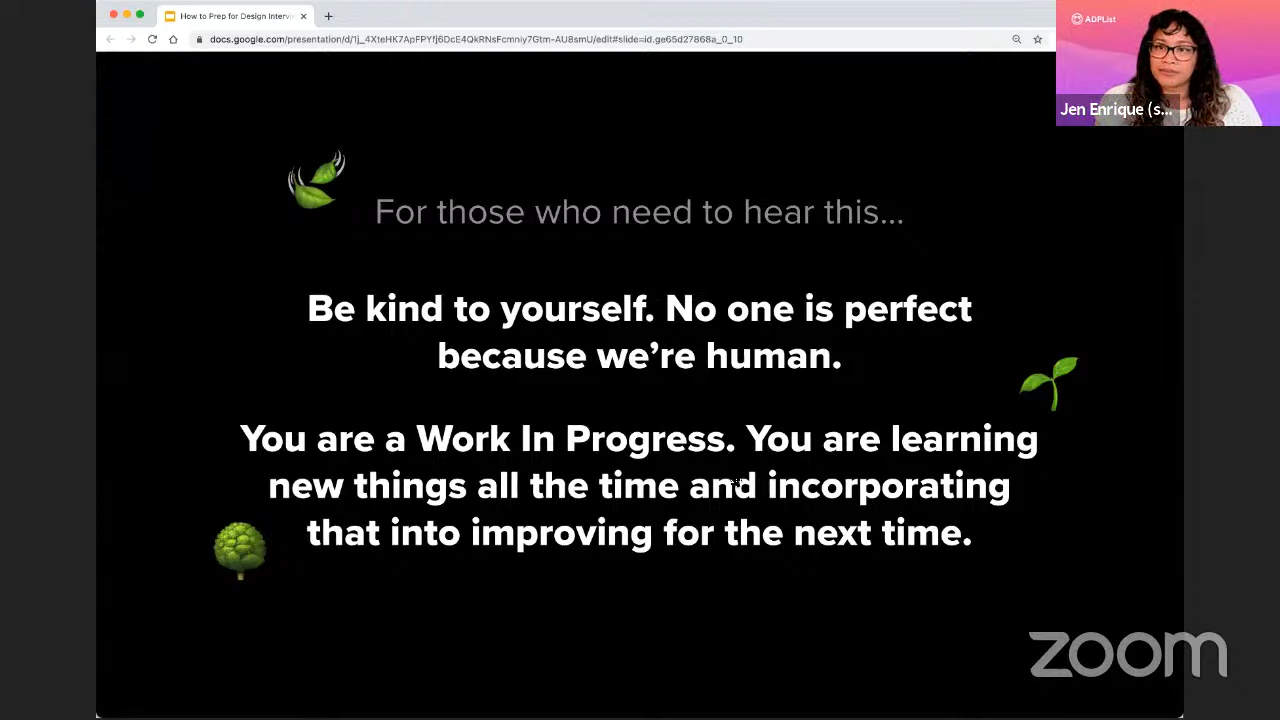 How to Prep for Design Intervi
docs.google.com/presentation/d/1j_4XteHK7ApFPYfj6DcE4QkRNsFcmniy7Gtm-AU8smU/edit#slide=id.ge65d27868a_0_10
ADPList
Jen Enrique (s...
For those who need to hear this...
Be kind to yourself. No one is perfect
because we’re human.
You are a Work In Progress. You are learning
new things all the time and incorporating
that into improving for the next time.
zoom